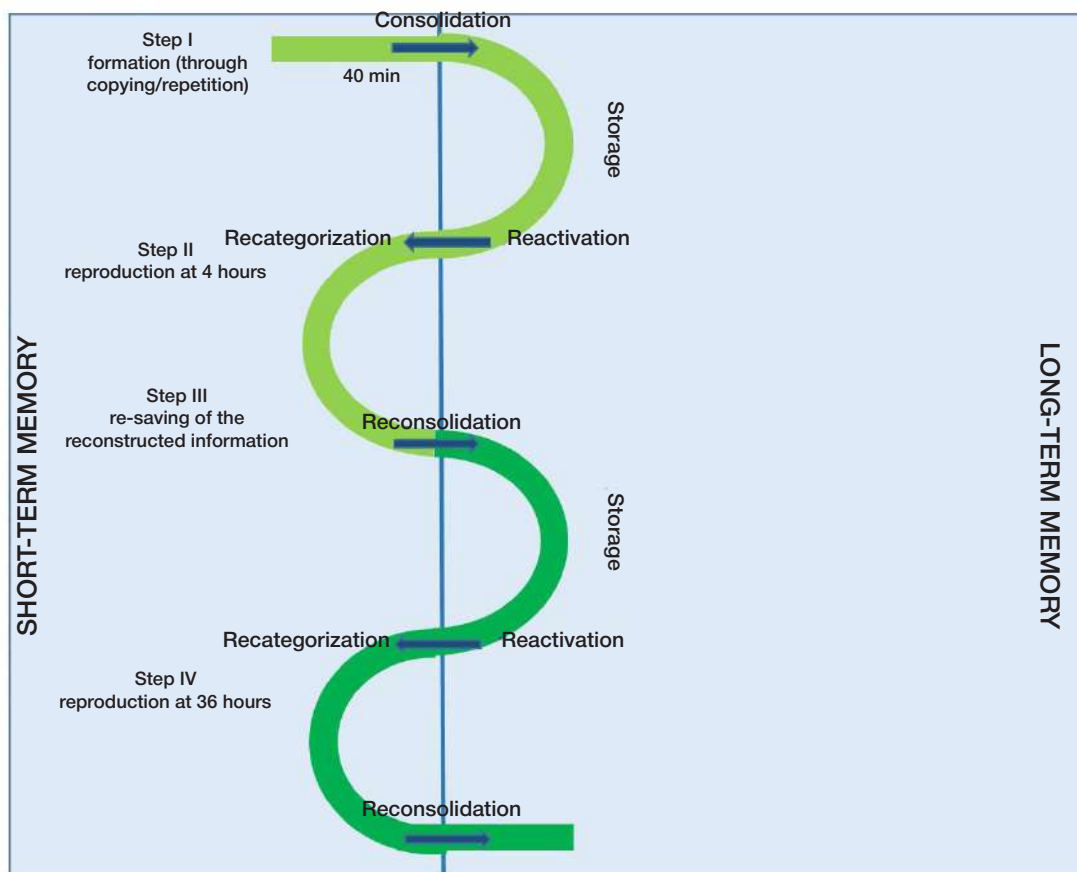 Consolidation
Step I
formation (through
copying/repetition)
40 min
Storage
Recategorization
Reactivation
Step II
reproduction at 4 hours
SHORT-TERM MEMORY
LONG-TERM MEMORY
Step III
re-saving of the
reconstructed information
Reconsolidation
Storage
Recategorization
Reactivation
Step IV
reproduction at 36 hours
Reconsolidation